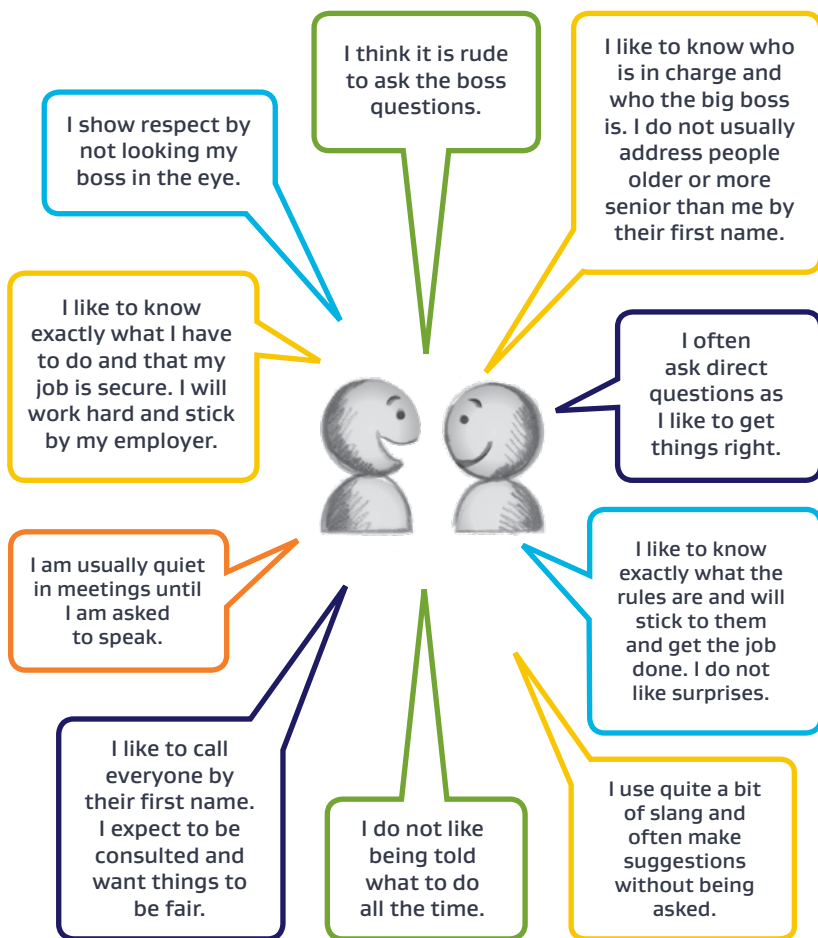 I think it is rude
to ask the boss
questions.
I like to know who
is in charge and
who the big boss
is. I do not usually
address people
older or more
senior than me by
their first name.
I show respect by
not looking my
boss in the eye.
I like to know
exactly what I have
to do and that my
job is secure. I will
work hard and stick
by my employer.
I often
ask direct
questions as
I like to get
things right.
I am usually quiet
in meetings until
I am asked
to speak.
I like to know
exactly what the
rules are and will
stick to them
and get the job
done. I do not
like surprises.
I like to call
everyone by
their first name.
I expect to be
consulted and
want things to
be fair.
I do not like
being told
what to do
all the time.
I use quite a bit
of slang and
often make
suggestions
without being
asked.